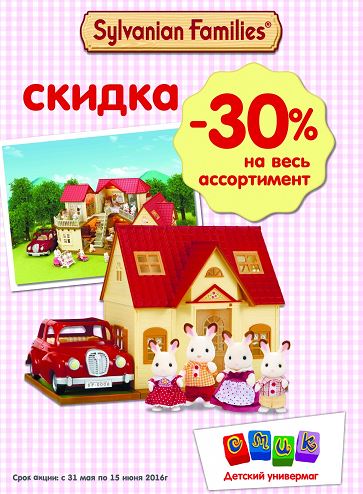 Sylvanian Families®
скидка
-30%
на весь
ассортимент
смик
Детский универмаг
Срок акции: с 31 мая по 15 июня 2016г